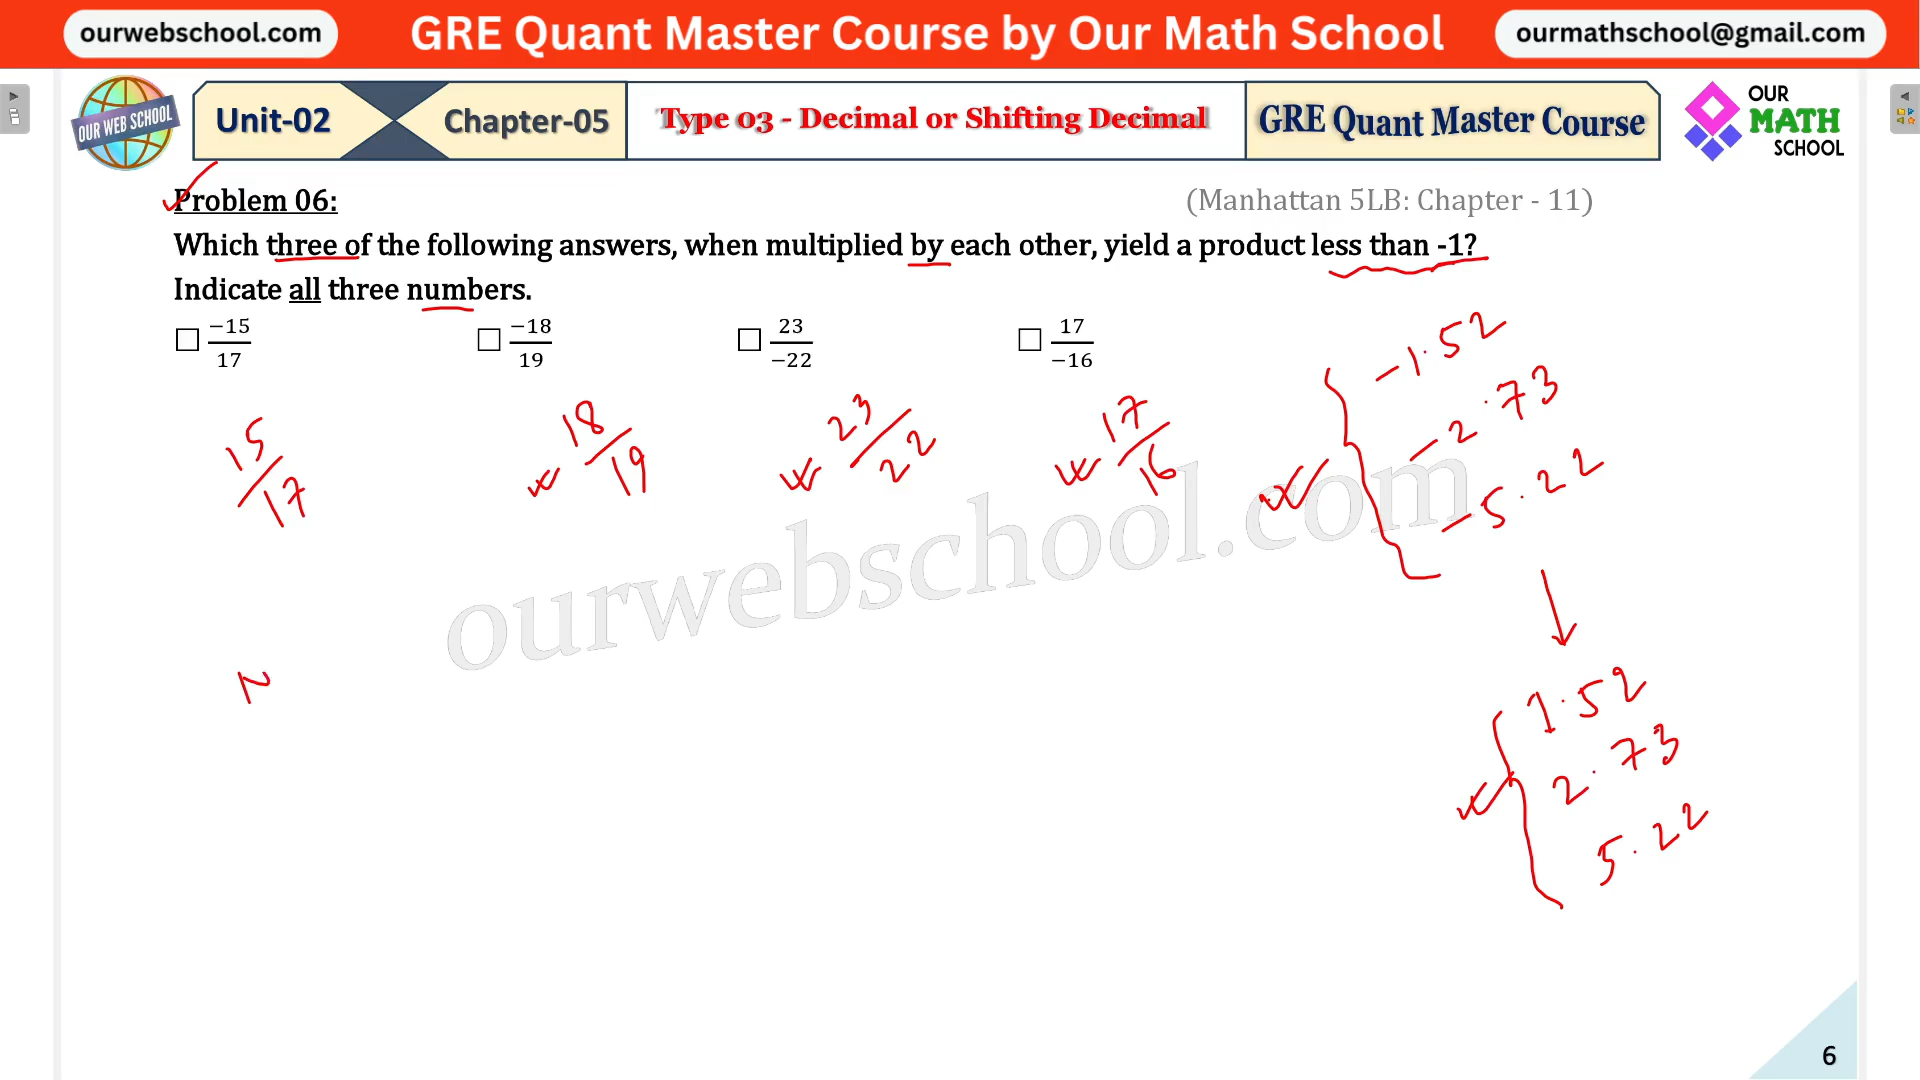 ourwebschool.com GRE Quant Master Course by Our Math School ourmathschool@gmail.com
OUR WEB SCHOOL Unit-02 Chapter-05 Type 03 - Decimal or Shifting Decimal GRE Quant Master Course OUR MATH SCHOOL
Problem 06: (Manhattan 5LB: Chapter - 11)
Which three of the following answers, when multiplied by each other, yield a product less than -1?
Indicate all three numbers.
−15/17 −18/19 23/−22 17/−16
15/17 18/19 23/22 17/16
-1.52
-2.73
-5.22
ourwebschool.com
N
1.52
2.73
5.22
6